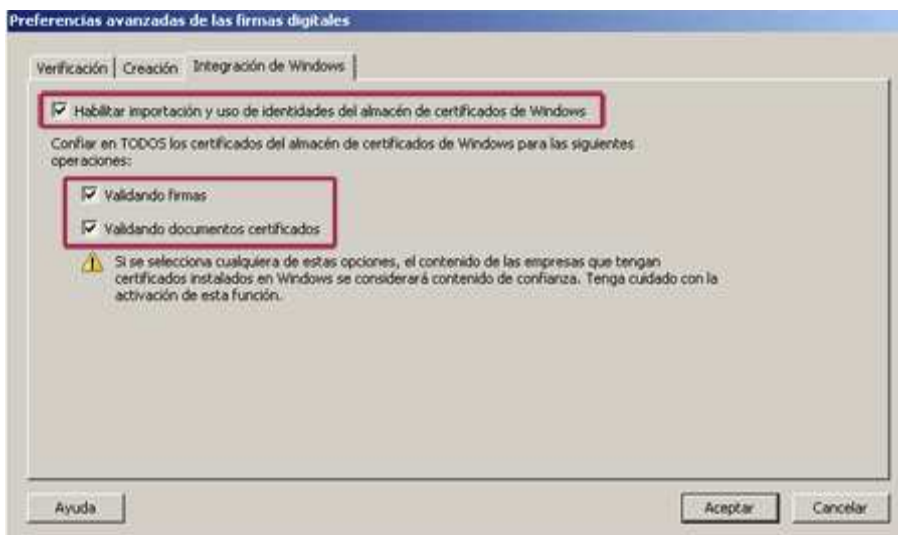 Preferencias avanzadas de las firmas digitales
Verificación Creación Integración de Windows
Habilitar importación y uso de identidades del almacén de certificados de Windows
Confiar en TODOS los certificados del almacén de certificados de Windows para las siguientes
operaciones:
Validando firmas
Validando documentos certificados
Si se selecciona cualquiera de estas opciones, el contenido de las empresas que tengan
certificados instalados en Windows se considerará contenido de confianza. Tenga cuidado con la
activación de esta función.
Ayuda Aceptar Cancelar